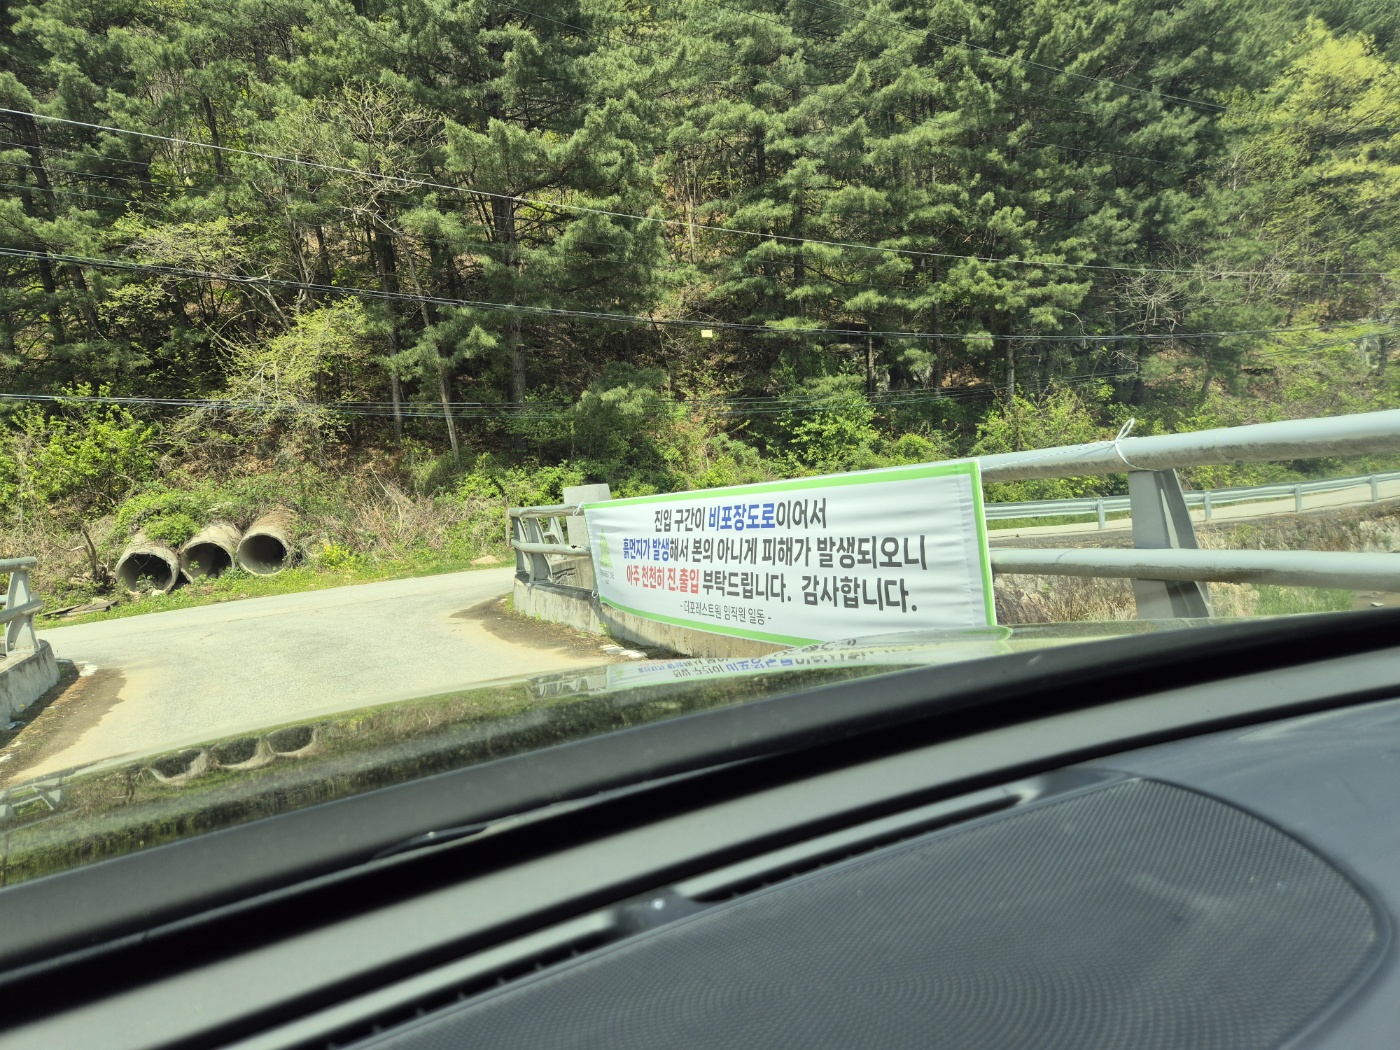 진입 구간이 비포장도로이어서
흙먼지가 발생해서 본의 아니게 피해가 발생되오니
아주 천천히 진.출입 부탁드립니다. 감사합니다.
- 더포레스트원 임직원 일동 -